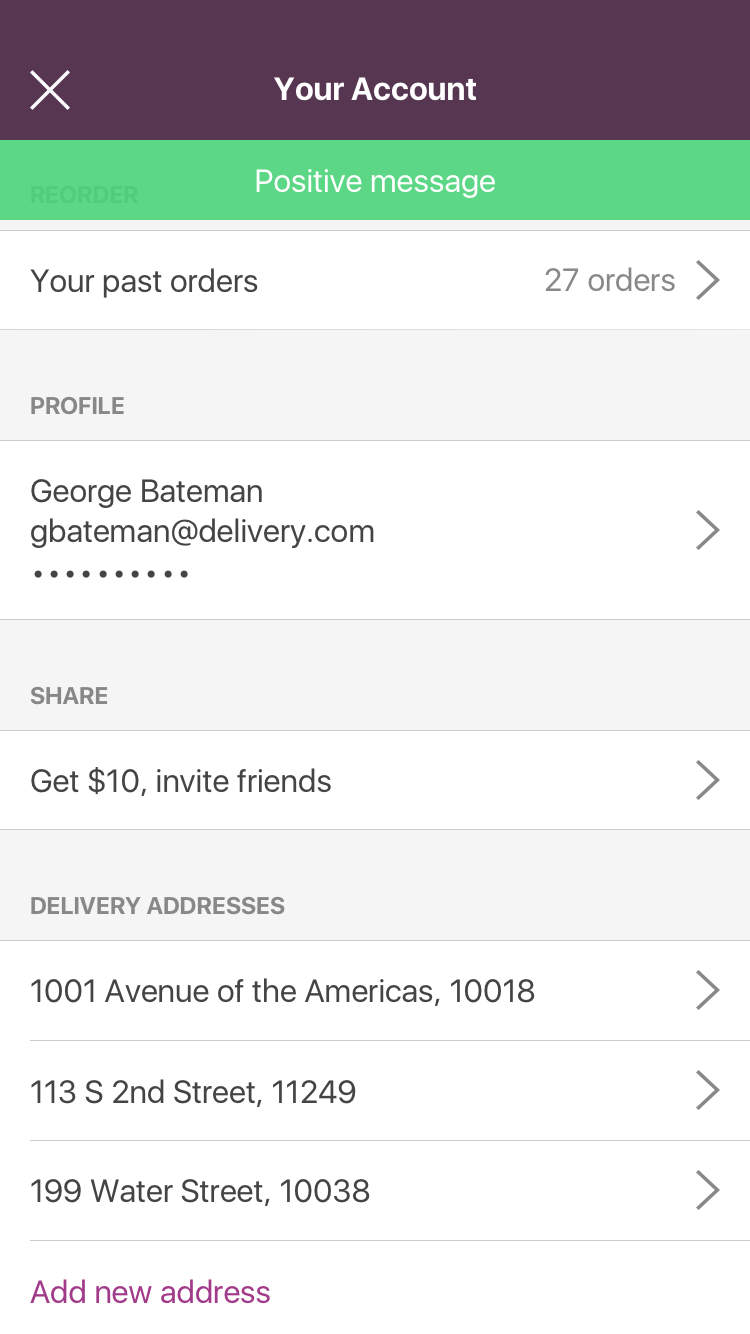 Your Account
Positive message
REORDER
Your past orders
27 orders
PROFILE
George Bateman
gbateman@delivery.com
••••••••••
SHARE
Get $10, invite friends
DELIVERY ADDRESSES
1001 Avenue of the Americas, 10018
113 S 2nd Street, 11249
199 Water Street, 10038
Add new address